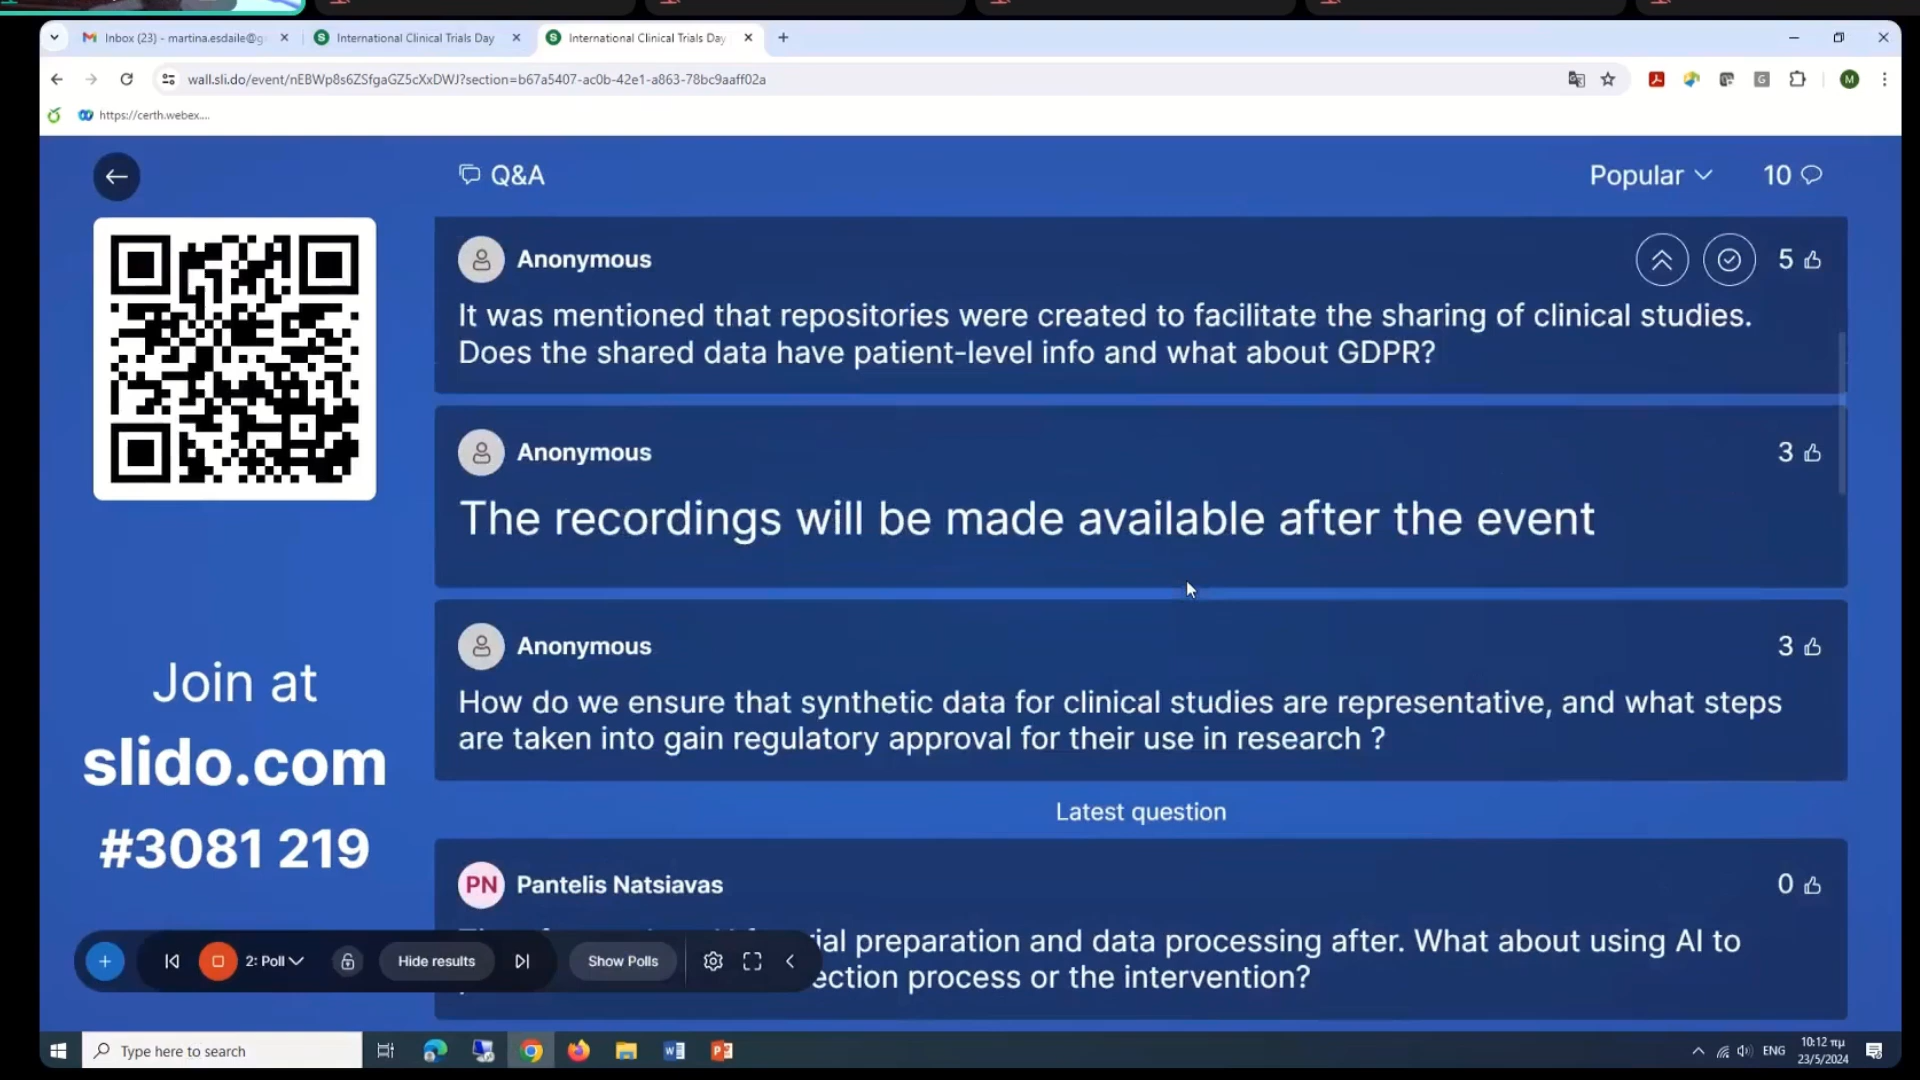 Inbox (23) - martina.esdaile@g
International Clinical Trials Day
International Clinical Trials Day
wall.sli.do/event/nEBWp8s6ZSfgaGZ5cXxDWJ?section=b67a5407-ac0b-42e1-a863-78bc9aaff02a
G
M
https://certh.webex....
Q&A
Popular
10
Anonymous
5
It was mentioned that repositories were created to facilitate the sharing of clinical studies.
Does the shared data have patient-level info and what about GDPR?
Anonymous
3
The recordings will be made available after the event
Anonymous
3
How do we ensure that synthetic data for clinical studies are representative, and what steps
are taken into gain regulatory approval for their use in research ?
Latest question
PN
Pantelis Natsiavas
0
ial preparation and data processing after. What about using AI to
ection process or the intervention?
Join at
slido.com
#3081 219
2: Poll
Hide results
Show Polls
Type here to search
ENG
10:12 πμ
23/5/2024